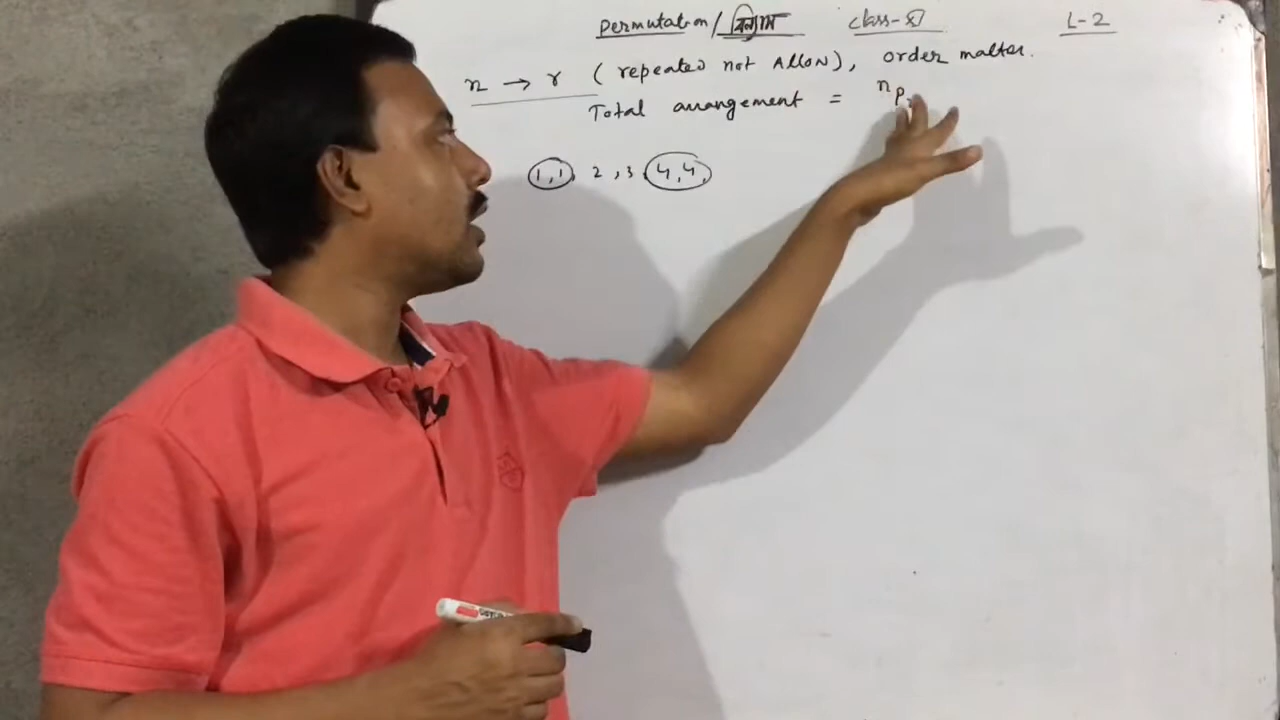 Permutation / বিন্যাস Class-XI L-2
n → r ( repeated not Allow), order matter.
Total arrangement = nPr
1,1, 2, 3, 4,4,